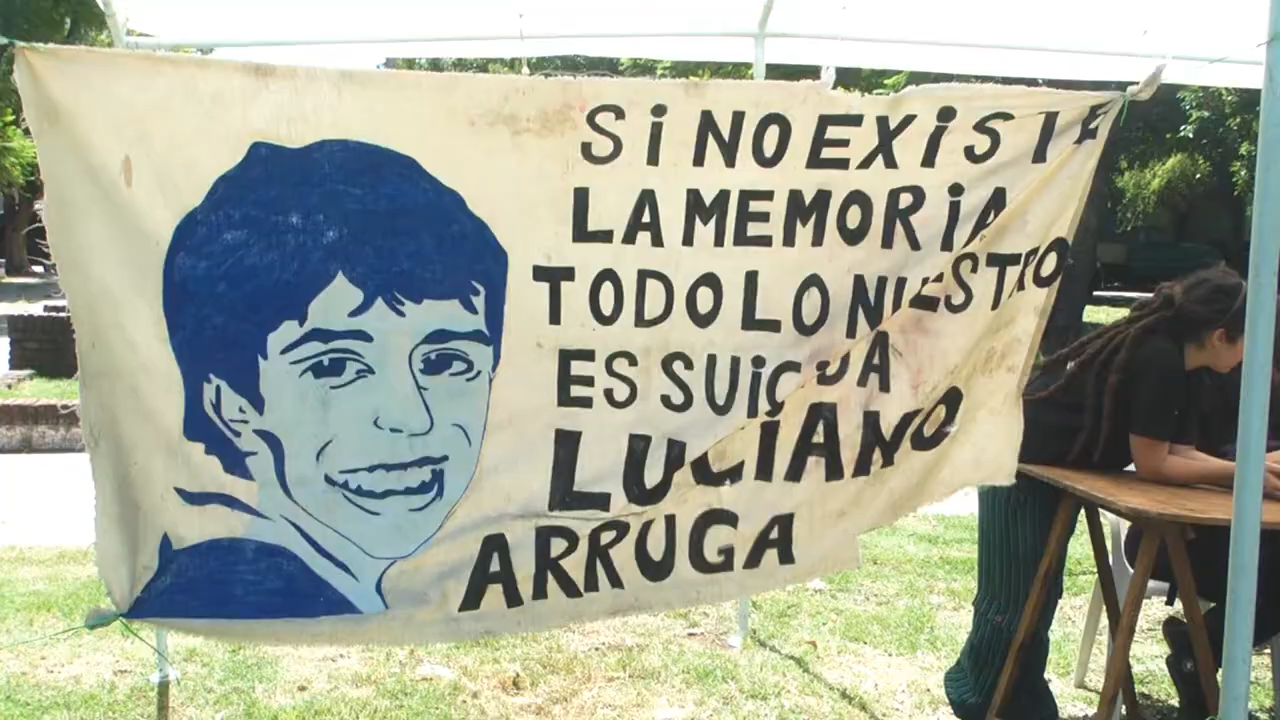 Si NO EXiSTE
LA MEMORiA
TODO LO NUESTRO
ES SUiCiDA
LUCiANO
ARRUGA